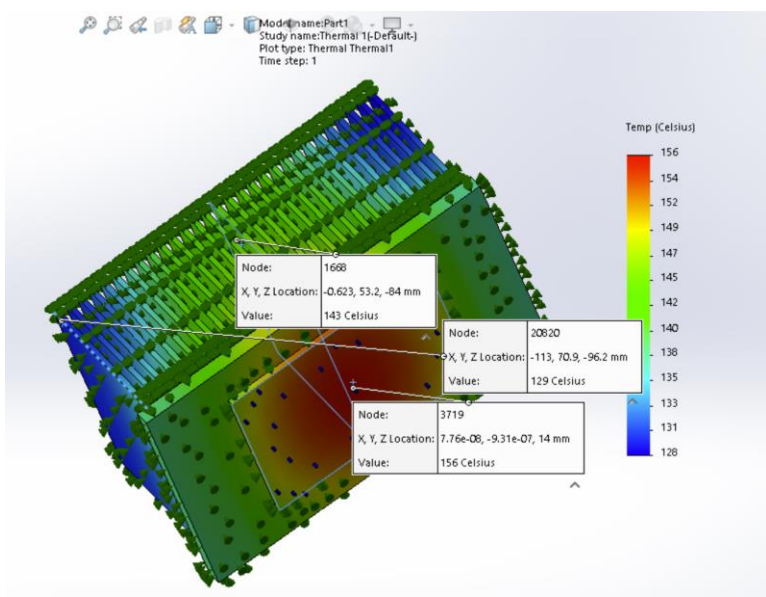 Model name:Part1
Study name:Thermal 1(-Default-)
Plot type: Thermal Thermal1
Time step: 1
Temp (Celsius)
156
154
152
149
147
145
142
140
138
135
133
131
128
Node: 1668
X, Y, Z Location: -0.623, 53.2, -84 mm
Value: 143 Celsius
Node: 20820
X, Y, Z Location: -113, 70.9, -96.2 mm
Value: 129 Celsius
Node: 3719
X, Y, Z Location: 7.76e-08, -9.31e-07, 14 mm
Value: 156 Celsius